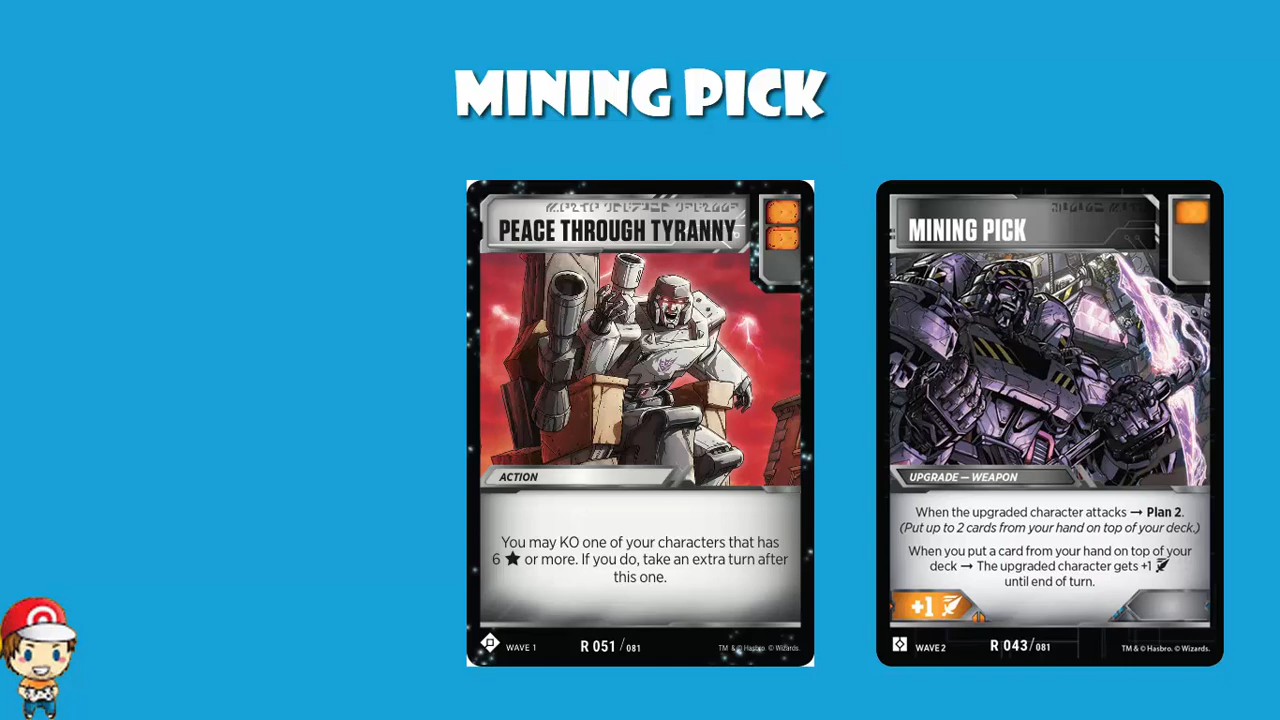 MINING PICK
PEACE THROUGH TYRANNY
ACTION
You may KO one of your characters that has
6 ★ or more. If you do, take an extra turn after
this one.
WAVE 1
R 051/081
TM & © Hasbro. © Wizards.
MINING PICK
UPGRADE — WEAPON
When the upgraded character attacks → Plan 2.
(Put up to 2 cards from your hand on top of your deck.)
When you put a card from your hand on top of your
deck → The upgraded character gets +1
until end of turn.
+1
WAVE 2
R 043/081
TM & © Hasbro. © Wizards.